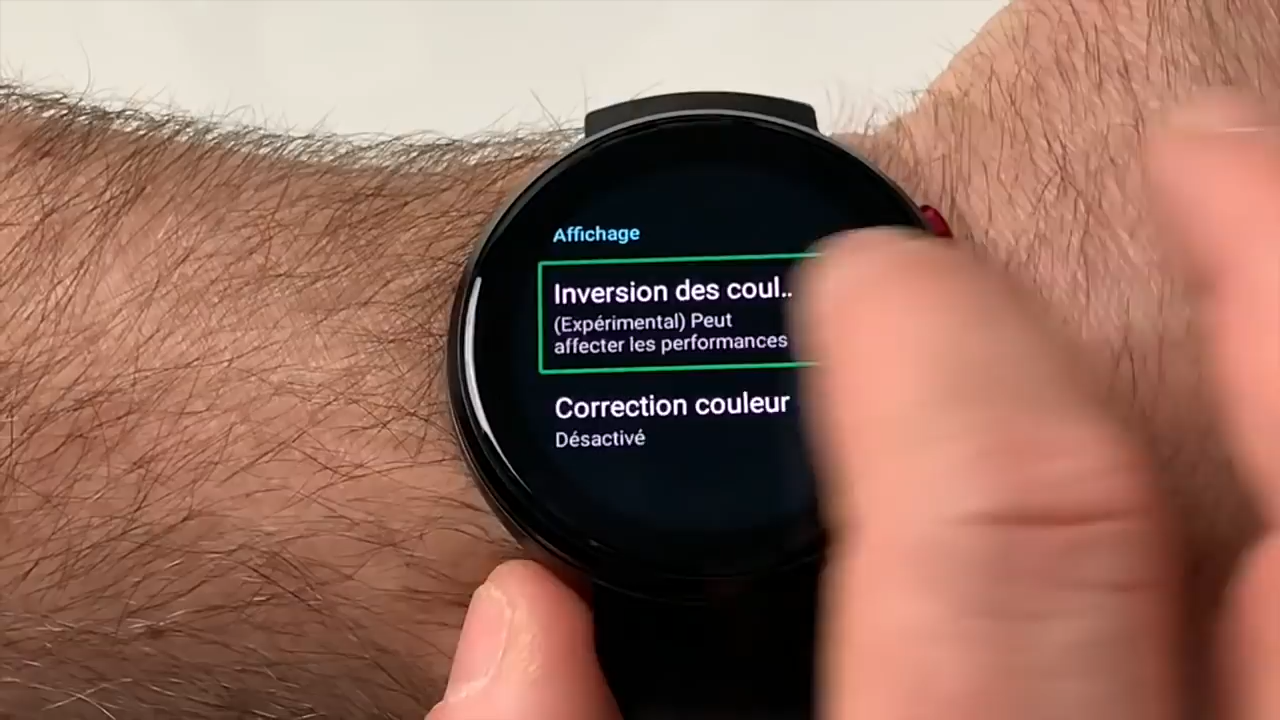 Affichage
Inversion des coul..
(Expérimental) Peut
affecter les performances
Correction couleur
Désactivé